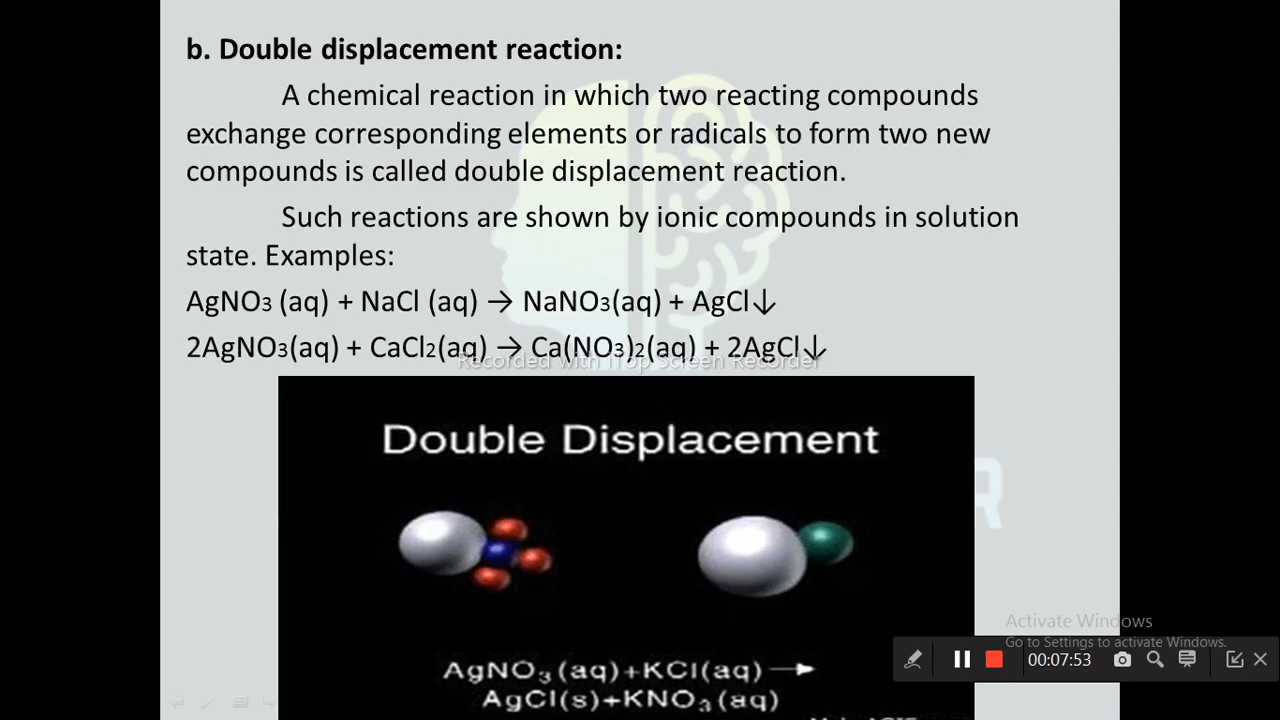 b. Double displacement reaction:
A chemical reaction in which two reacting compounds
exchange corresponding elements or radicals to form two new
compounds is called double displacement reaction.
Such reactions are shown by ionic compounds in solution
state. Examples:
AgNO₃ (aq) + NaCl (aq) → NaNO₃(aq) + AgCl↓
2AgNO₃(aq) + CaCl₂(aq) → Ca(NO₃)₂(aq) + 2AgCl↓
Recorded with iTop Screen Recorder
Double Displacement
AgNO₃(aq)+KCl(aq) →
AgCl(s)+KNO₃(aq)
R
Activate Windows
Go to Settings to activate Windows.
00:07:53